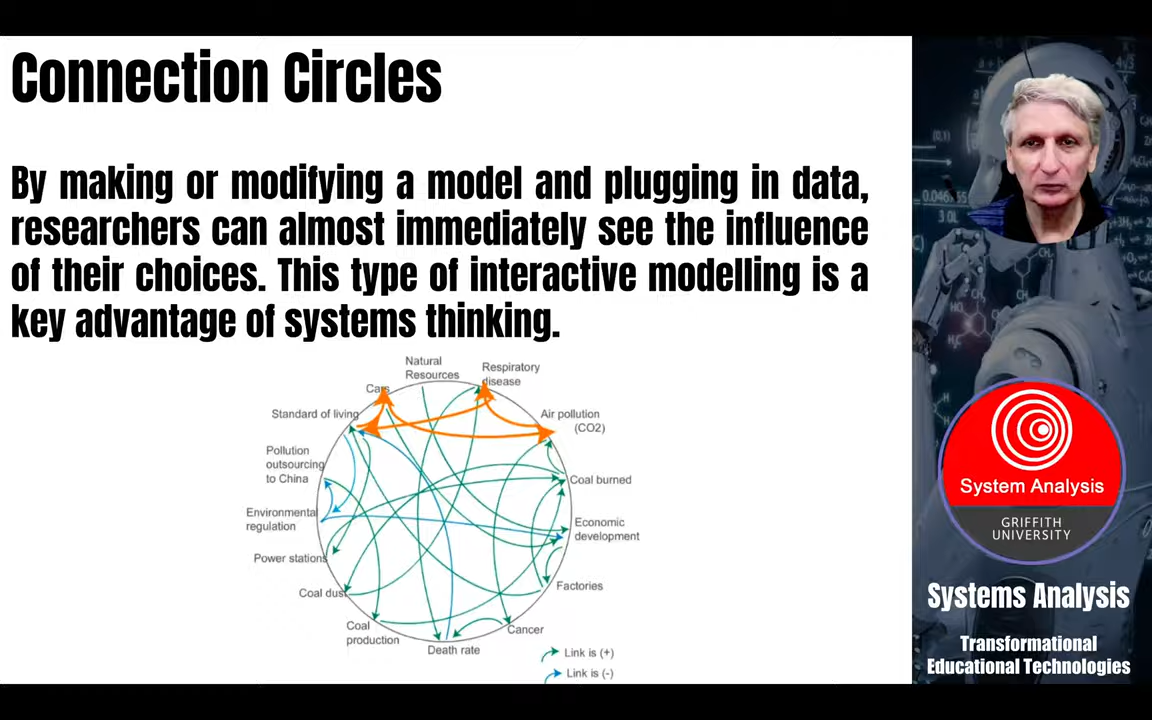 Connection Circles
By making or modifying a model and plugging in data,
researchers can almost immediately see the influence
of their choices. This type of interactive modelling is a
key advantage of systems thinking.
Natural
Resources
Respiratory
disease
Cars
Standard of living
Air pollution
(CO2)
Pollution
outsourcing
to China
Coal burned
Environmental
regulation
Economic
development
Power stations
Factories
Coal dust
Coal
production
Cancer
Death rate
Link is (+)
Link is (-)
System Analysis
GRIFFITH
UNIVERSITY
Systems Analysis
Transformational
Educational Technologies